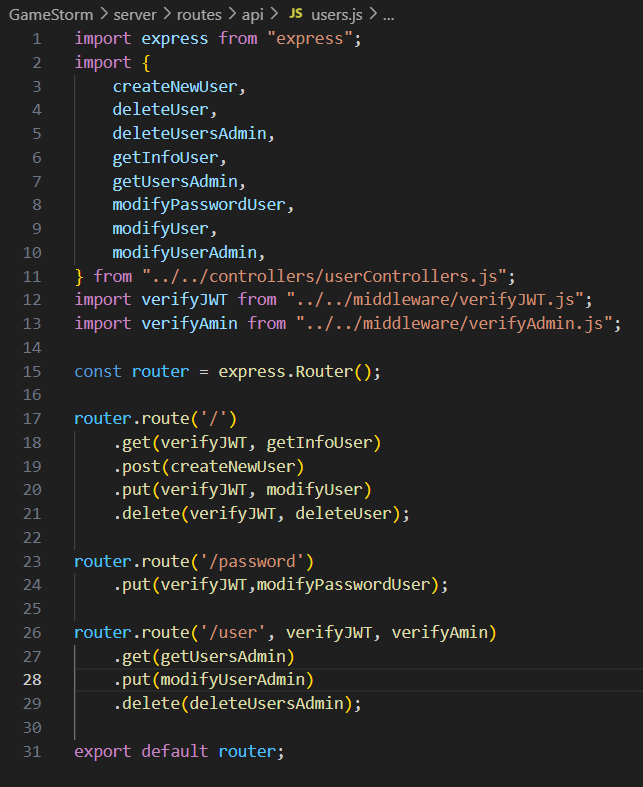 GameStorm > server > routes > api > JS users.js > ...
1 import express from "express";
2 import {
3     createNewUser,
4     deleteUser,
5     deleteUsersAdmin,
6     getInfoUser,
7     getUsersAdmin,
8     modifyPasswordUser,
9     modifyUser,
10     modifyUserAdmin,
11 } from "../../controllers/userControllers.js";
12 import verifyJWT from "../../middleware/verifyJWT.js";
13 import verifyAmin from "../../middleware/verifyAdmin.js";
14
15 const router = express.Router();
16
17 router.route('/')
18     .get(verifyJWT, getInfoUser)
19     .post(createNewUser)
20     .put(verifyJWT, modifyUser)
21     .delete(verifyJWT, deleteUser);
22
23 router.route('/password')
24     .put(verifyJWT,modifyPasswordUser);
25
26 router.route('/user', verifyJWT, verifyAmin)
27     .get(getUsersAdmin)
28     .put(modifyUserAdmin)
29     .delete(deleteUsersAdmin);
30
31 export default router;